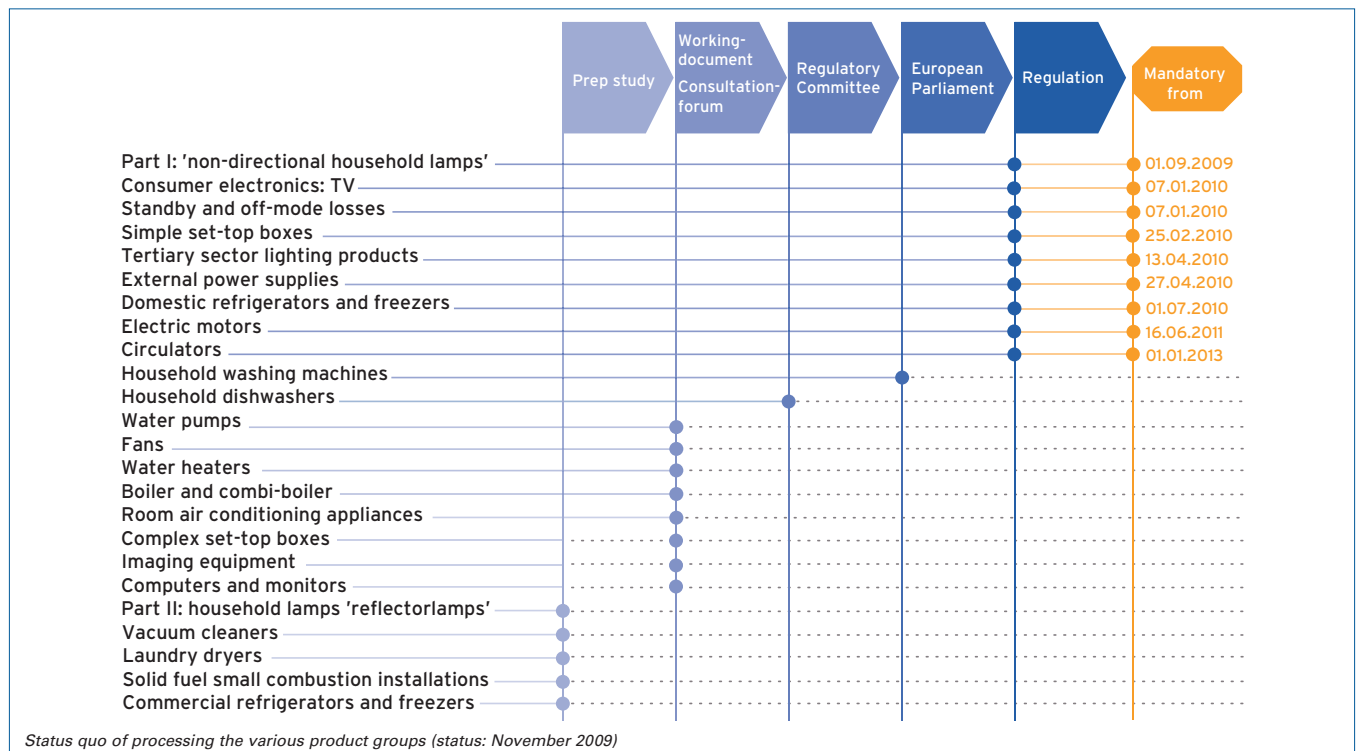 Prep study
Working-
document
Consultation-
forum
Regulatory
Committee
European
Parliament
Regulation
Mandatory
from
Part I: 'non-directional household lamps' 01.09.2009
Consumer electronics: TV 07.01.2010
Standby and off-mode losses 07.01.2010
Simple set-top boxes 25.02.2010
Tertiary sector lighting products 13.04.2010
External power supplies 27.04.2010
Domestic refrigerators and freezers 01.07.2010
Electric motors 16.06.2011
Circulators 01.01.2013
Household washing machines
Household dishwashers
Water pumps
Fans
Water heaters
Boiler and combi-boiler
Room air conditioning appliances
Complex set-top boxes
Imaging equipment
Computers and monitors
Part II: household lamps 'reflectorlamps'
Vacuum cleaners
Laundry dryers
Solid fuel small combustion installations
Commercial refrigerators and freezers
Status quo of processing the various product groups (status: November 2009)